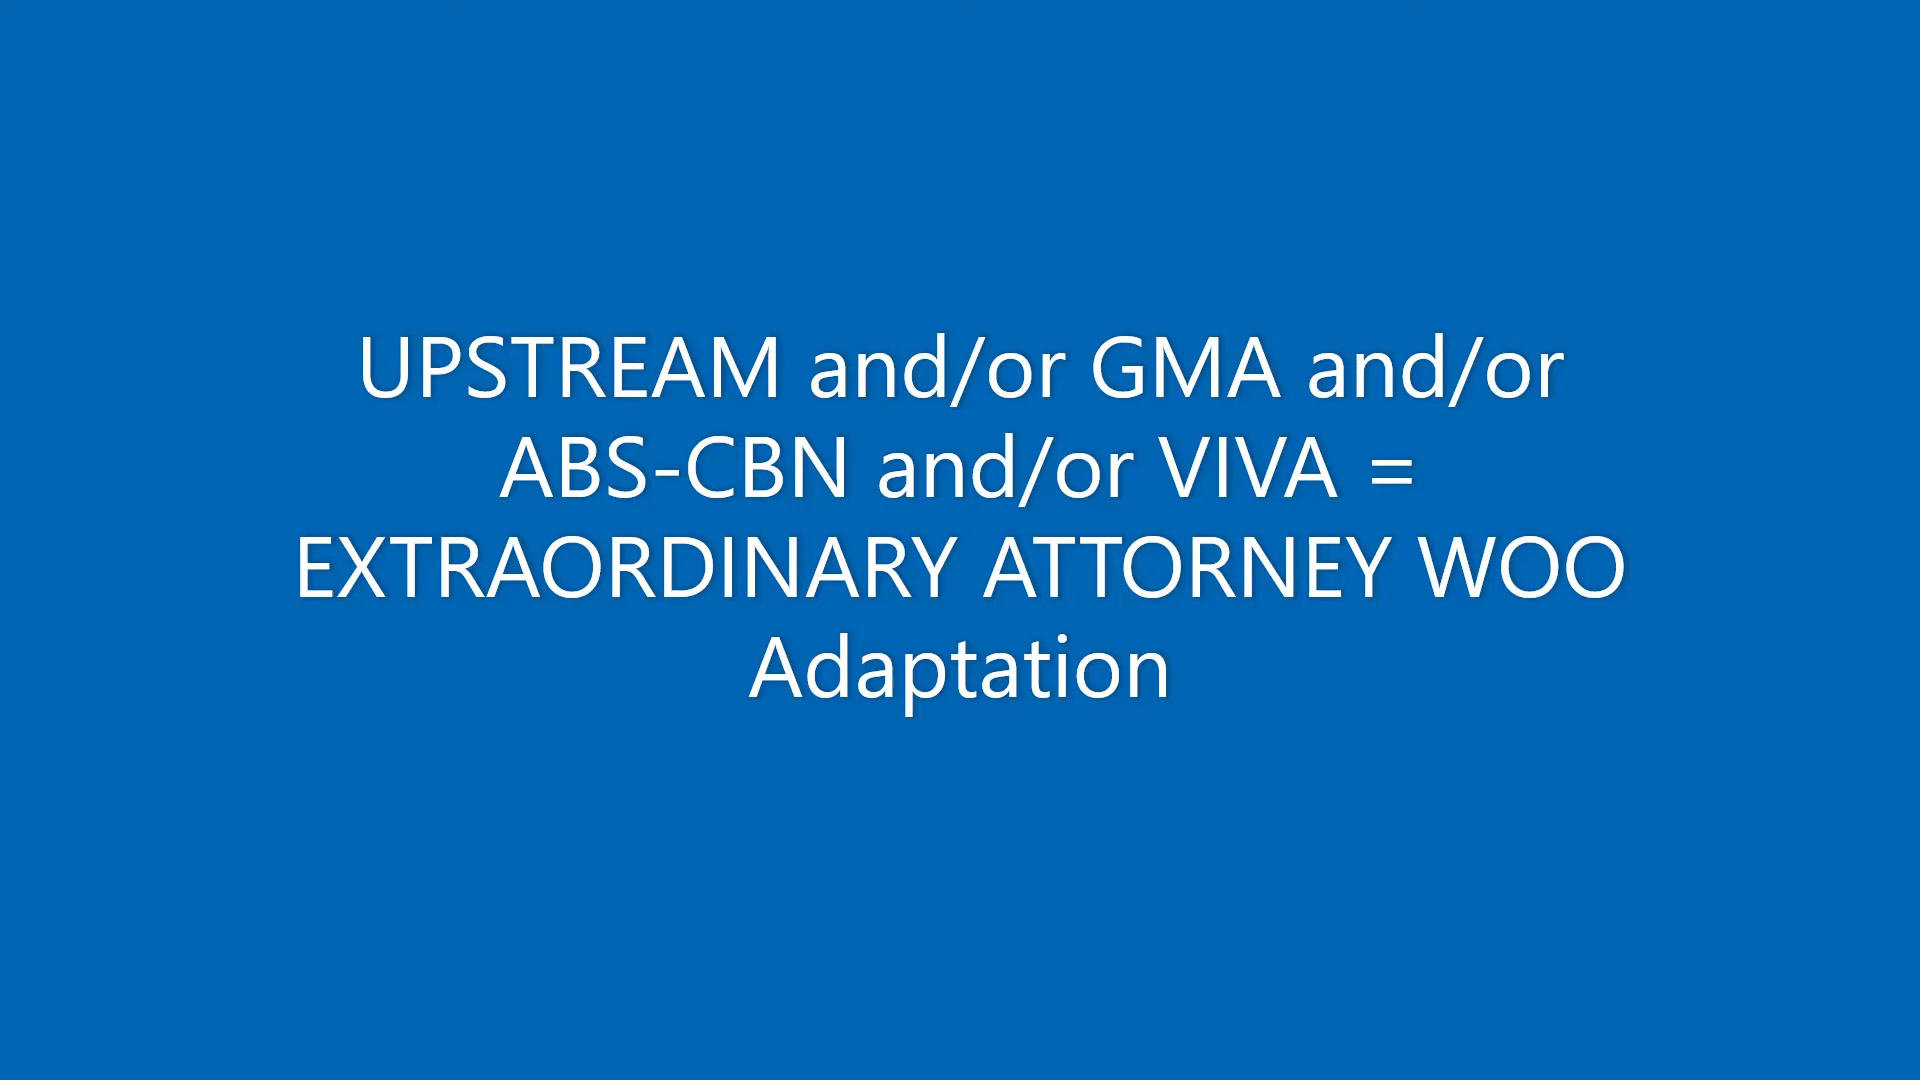 UPSTREAM and/or GMA and/or
ABS-CBN and/or VIVA =
EXTRAORDINARY ATTORNEY WOO
Adaptation